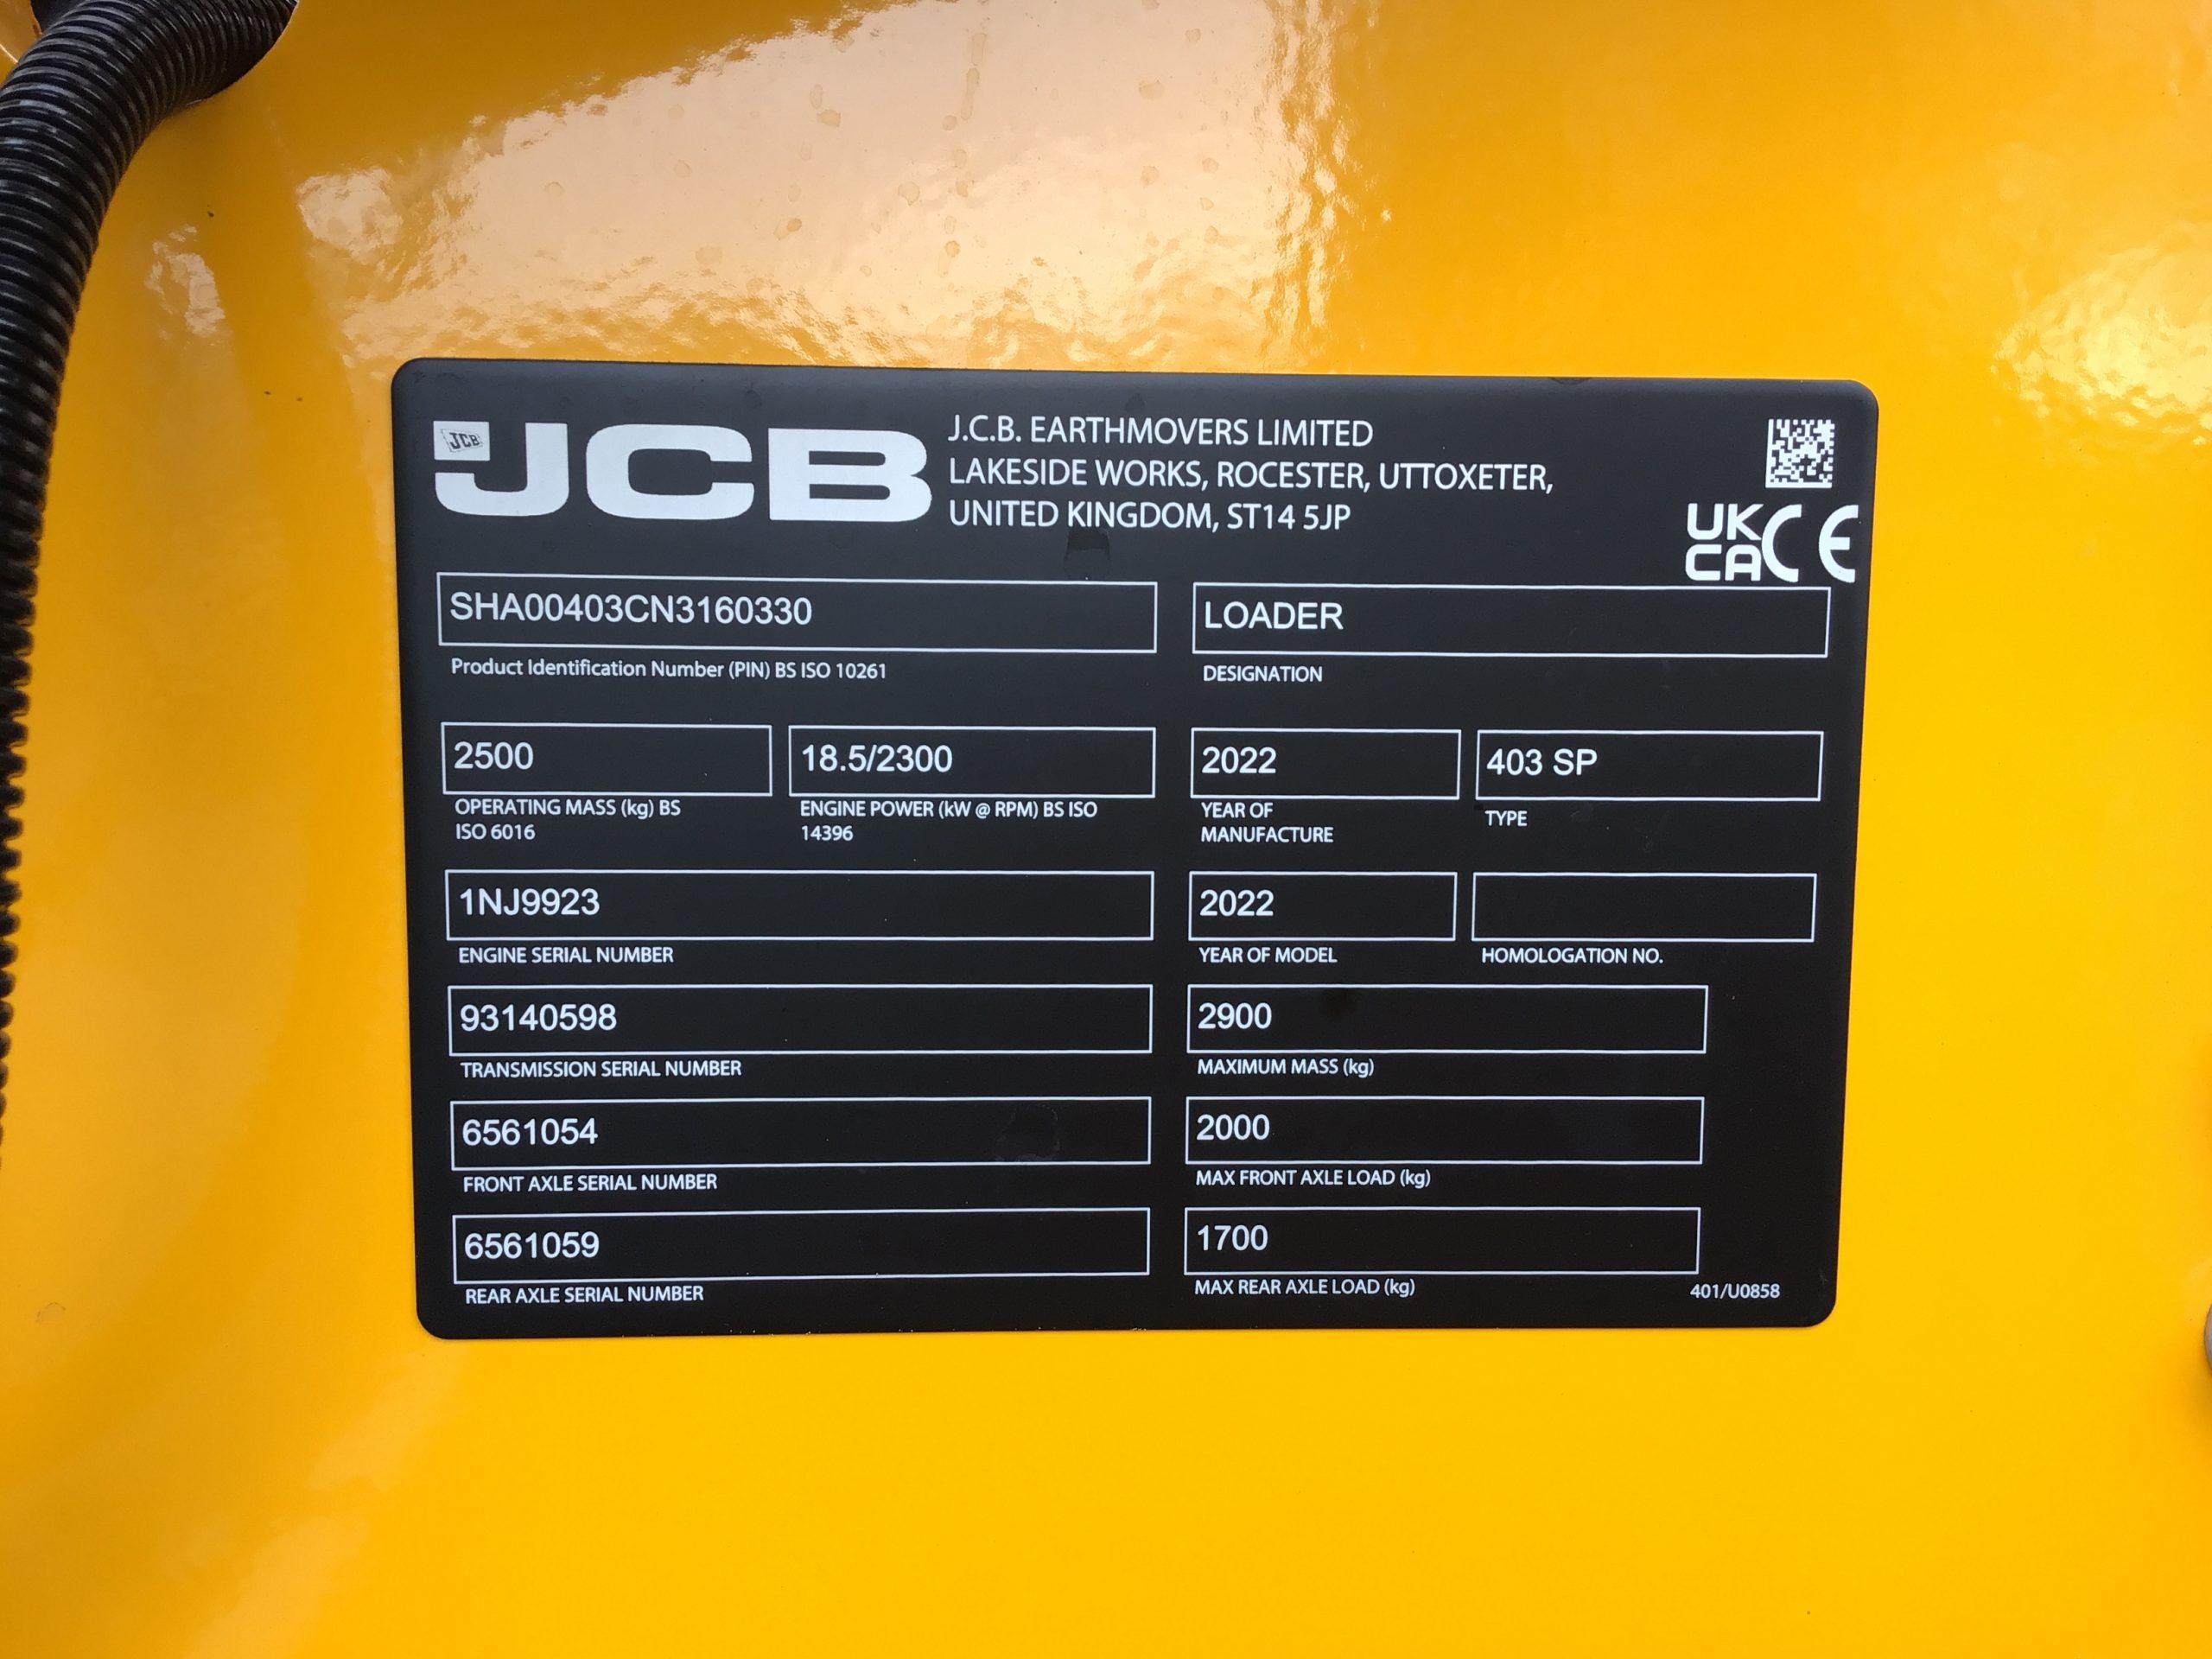 JCB
JCB
J.C.B. EARTHMOVERS LIMITED
LAKESIDE WORKS, ROCESTER, UTTOXETER,
UNITED KINGDOM, ST14 5JP
UK
CA
CE
SHA00403CN3160330
Product Identification Number (PIN) BS ISO 10261
LOADER
DESIGNATION
2500
OPERATING MASS (kg) BS
ISO 6016
18.5/2300
ENGINE POWER (kW @ RPM) BS ISO
14396
2022
YEAR OF
MANUFACTURE
403 SP
TYPE
1NJ9923
ENGINE SERIAL NUMBER
2022
YEAR OF MODEL
HOMOLOGATION NO.
93140598
TRANSMISSION SERIAL NUMBER
2900
MAXIMUM MASS (kg)
6561054
FRONT AXLE SERIAL NUMBER
2000
MAX FRONT AXLE LOAD (kg)
6561059
REAR AXLE SERIAL NUMBER
1700
MAX REAR AXLE LOAD (kg)
401/U0858